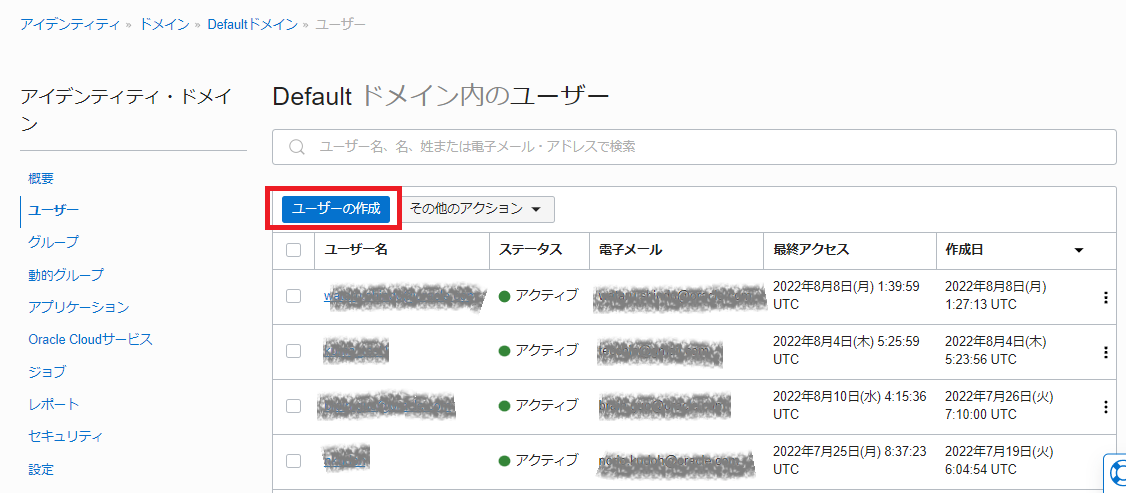 アイデンティティ » ドメイン » Defaultドメイン » ユーザー
アイデンティティ・ドメイ
ン
概要
ユーザー
グループ
動的グループ
アプリケーション
Oracle Cloudサービス
ジョブ
レポート
セキュリティ
設定
Default ドメイン内のユーザー
ユーザー名、名、姓または電子メール・アドレスで検索
ユーザーの作成 その他のアクション
ユーザー名 ステータス 電子メール 最終アクセス 作成日
アクティブ 2022年8月8日(月) 1:39:59 2022年8月8日(月)
UTC 1:27:13 UTC
アクティブ 2022年8月4日(木) 5:25:59 2022年8月4日(木)
UTC 5:23:56 UTC
アクティブ 2022年8月10日(水) 4:15:36 2022年7月26日(火)
UTC 7:10:00 UTC
アクティブ 2022年7月25日(月) 8:37:23 2022年7月19日(火)
UTC 6:04:54 UTC